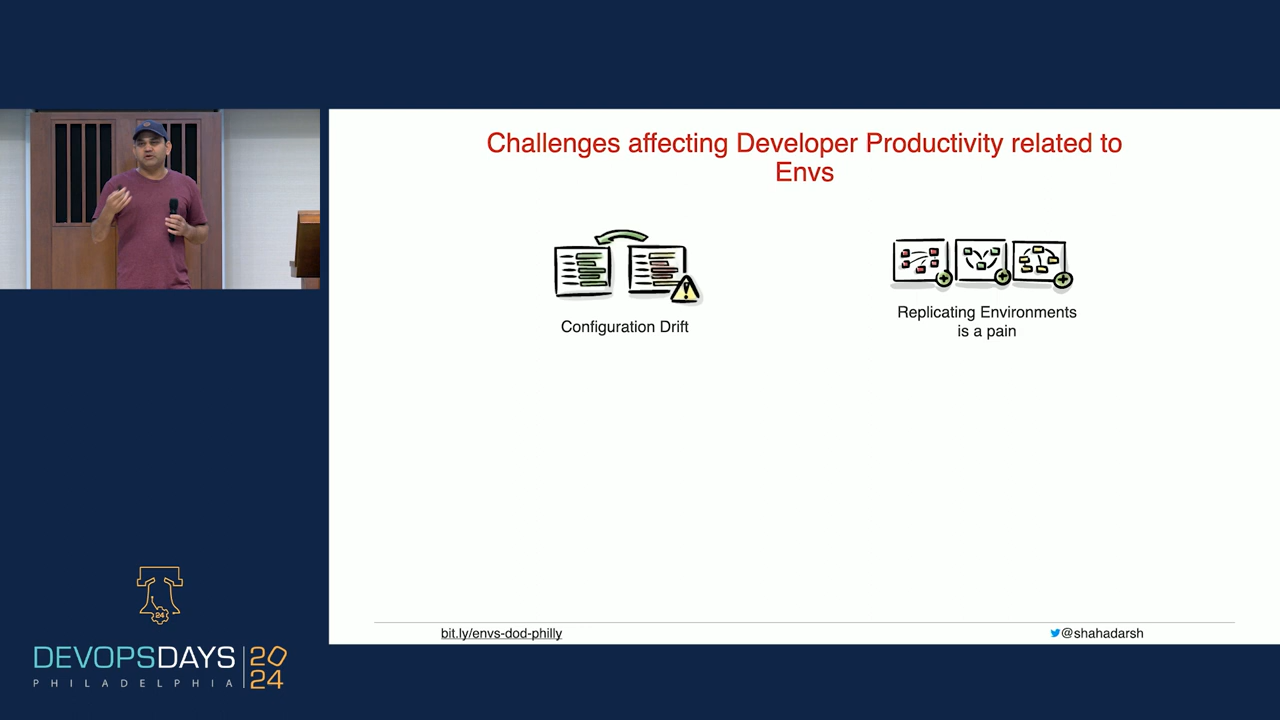 Challenges affecting Developer Productivity related to
Envs
Configuration Drift
Replicating Environments
is a pain
bit.ly/envs-dod-philly
@shahadarsh
24
DEVOPSDAYS
PHILADELPHIA
20
24